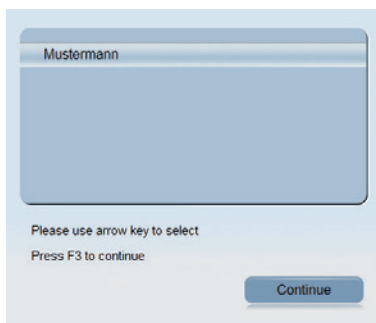 Mustermann
Please use arrow key to select
Press F3 to continue
Continue